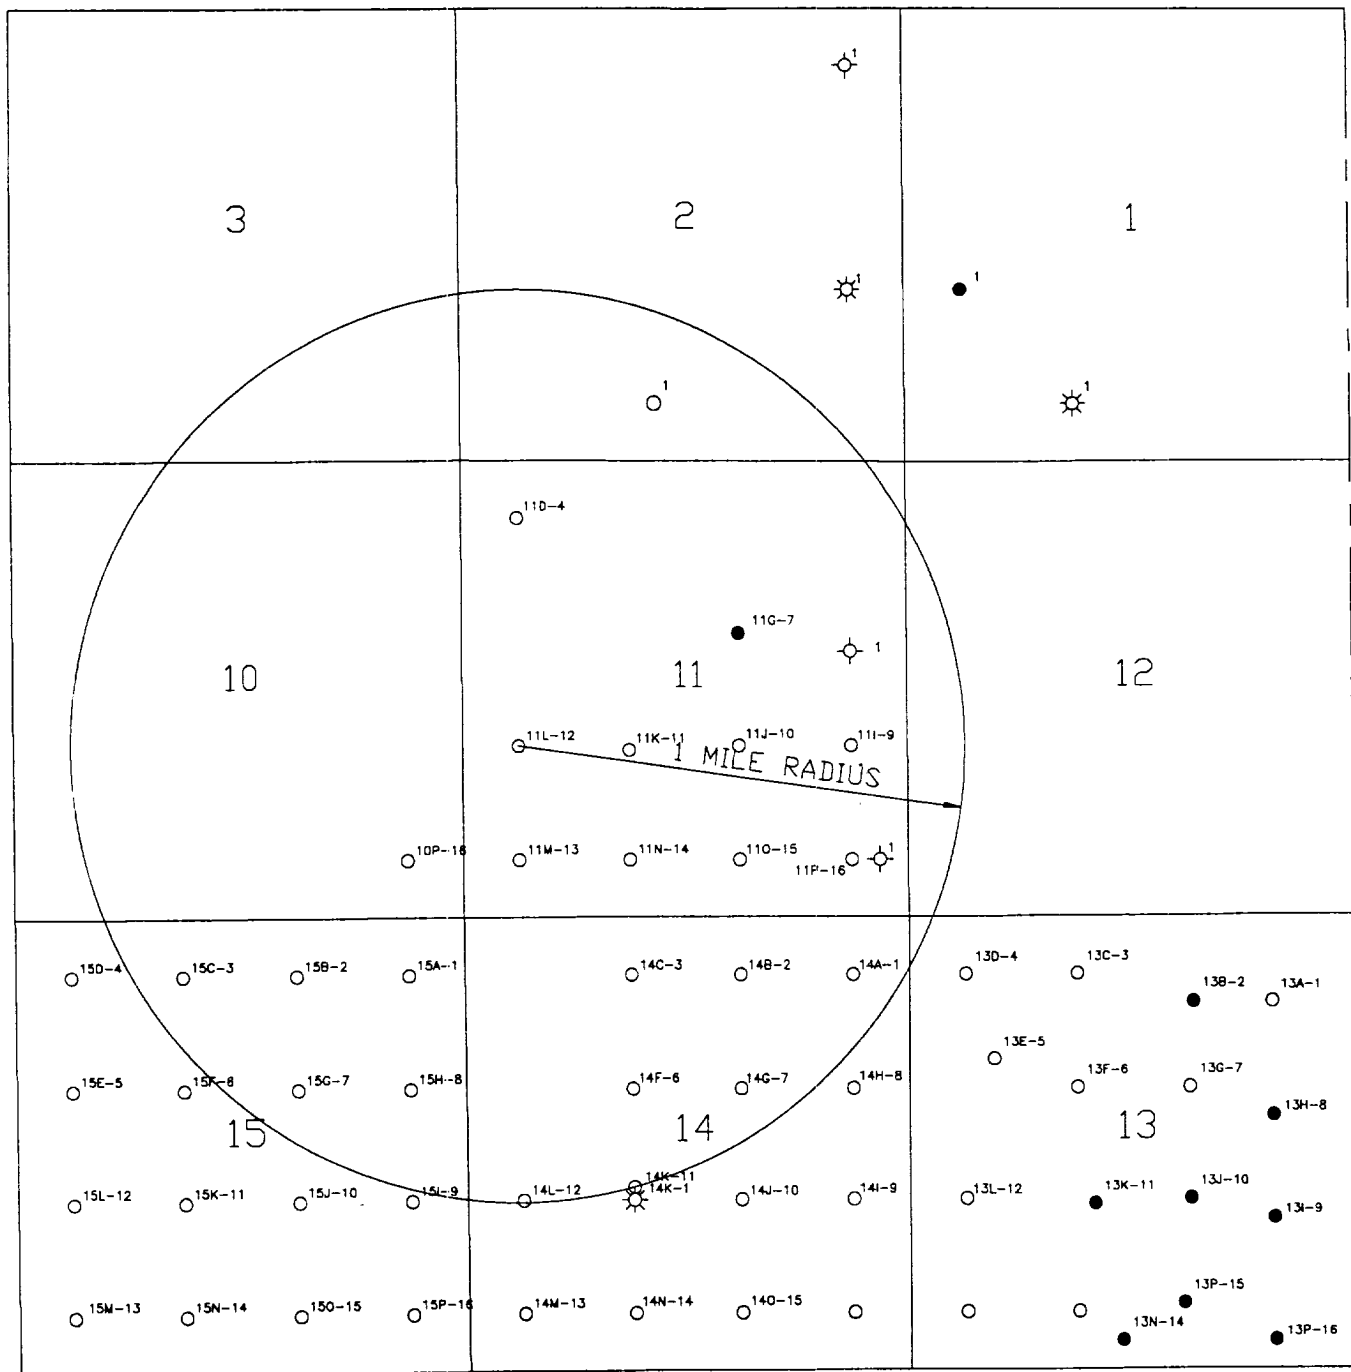 1
3
2
1
1
1
1
1
11D-4
11G-7
1
10
11
12
11L-12
11K-11
11J-10
11I-9
1 MILE RADIUS
10P-16
11M-13
11N-14
11O-15
11P-16
1
15D-4
15C-3
15B-2
15A-1
14C-3
14B-2
14A-1
13D-4
13C-3
13B-2
13A-1
13E-5
15E-5
15F-6
15G-7
15H-8
14F-6
14G-7
14H-8
13F-6
13G-7
13H-8
15
14
13
15L-12
15K-11
15J-10
15I-9
14L-12
14K-11
14K-1
14J-10
14I-9
13L-12
13K-11
13J-10
13I-9
15M-13
15N-14
15O-15
15P-16
14M-13
14N-14
14O-15
13P-15
13N-14
13P-16